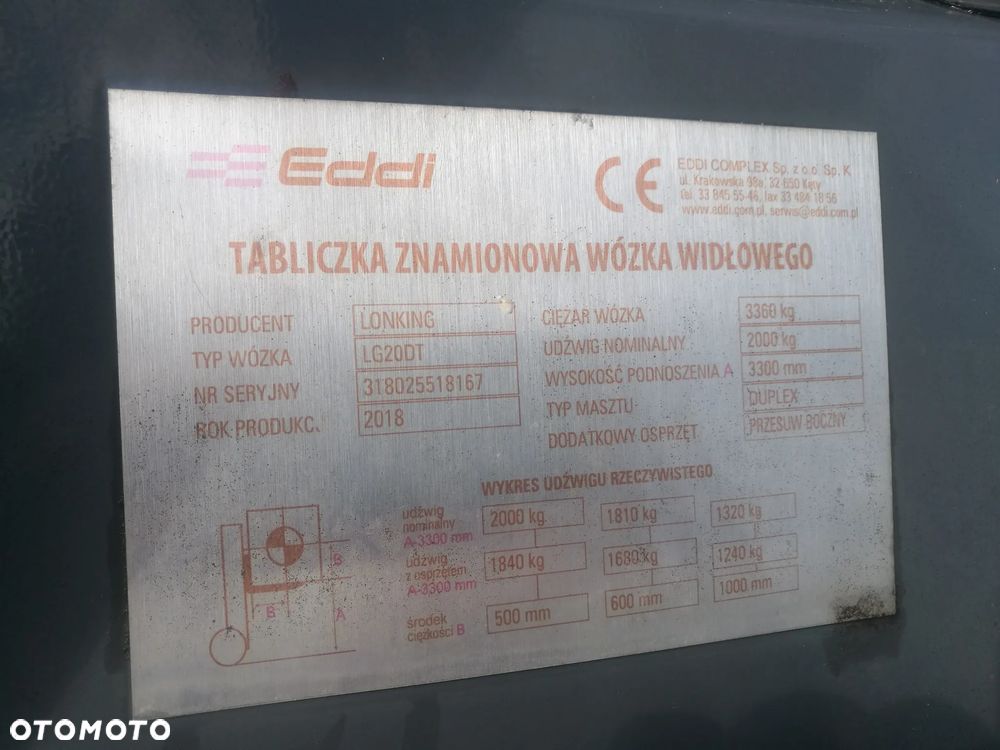 Eddi
CE
EDDI COMPLEX Sp. z o.o. Sp. K.
ul. Krakowska 98a, 32-650 Kęty
tel. 33 845 55-46, fax 33 484 18 56
www.eddi.com.pl, serwis@eddi.com.pl
TABLICZKA ZNAMIONOWA WÓZKA WIDŁOWEGO
PRODUCENT LONKING
TYP WÓZKA LG20DT
NR SERYJNY 318025518167
ROK PRODUKCJ. 2018
CIĘŻAR WÓZKA 3360 kg
UDŹWIG NOMINALNY 2000 kg
WYSOKOŚĆ PODNOSZENIA A 3300 mm
TYP MASZTU DUPLEX
DODATKOWY OSPRZĘT PRZESUW BOCZNY
WYKRES UDŹWIGU RZECZYWISTEGO
udźwig
nominalny
A-3300 mm
2000 kg 1810 kg 1320 kg
udźwig
z osprzętem
A-3300 mm
1840 kg 1680 kg 1240 kg
środek
ciężkości B
500 mm 600 mm 1000 mm
B
B
A
OTOMOTO